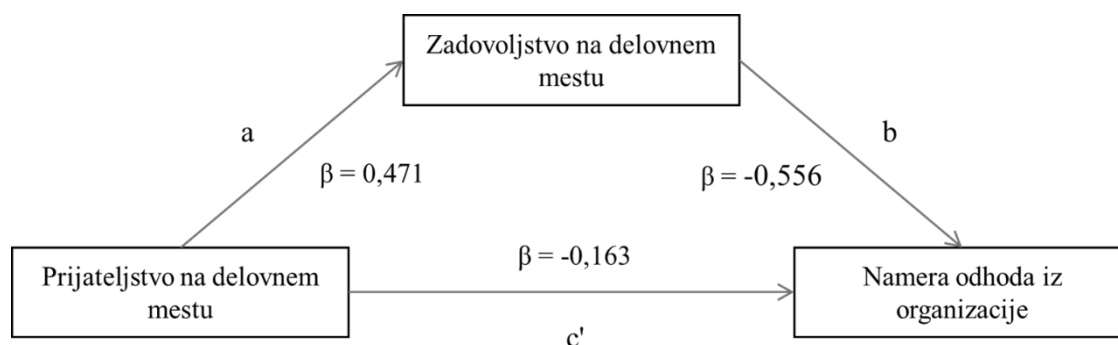 Zadovoljstvo na delovnem
mestu
a
b
β = 0,471
β = -0,556
β = -0,163
Prijateljstvo na delovnem
mestu
Namera odhoda iz
organizacije
c'